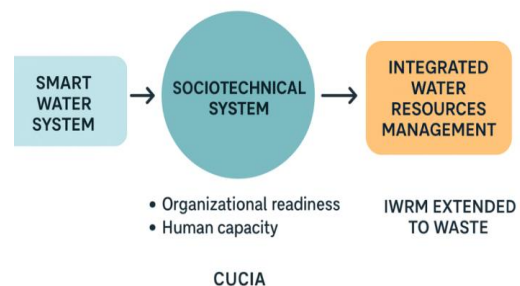 SMART
WATER
SYSTEM
SOCIOTECHNICAL
SYSTEM
INTEGRATED
WATER
RESOURCES
MANAGEMENT
• Organizational readiness
• Human capacity
IWRM EXTENDED
TO WASTE
CUCIA